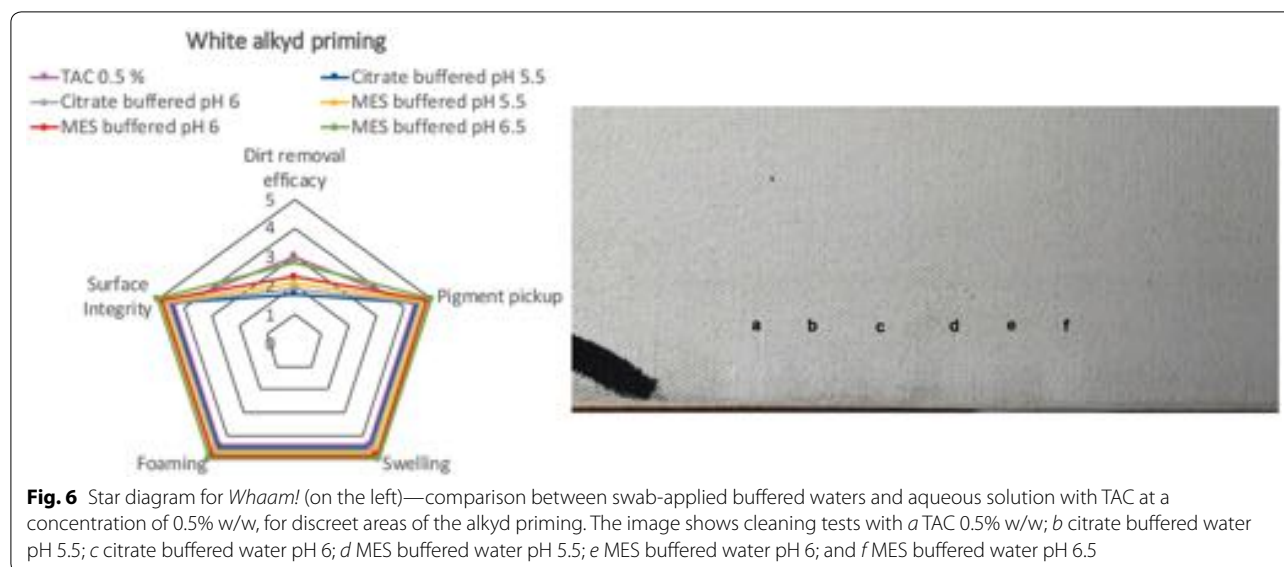 White alkyd priming
TAC 0.5 %
Citrate buffered pH 5.5
Citrate buffered pH 6
MES buffered pH 5.5
MES buffered pH 6
MES buffered pH 6.5
Dirt removal
efficacy
5
4
3
2
1
0
Surface
Integrity
Pigment pickup
Foaming
Swelling
a b c d e f
Fig. 6 Star diagram for Whaam! (on the left)—comparison between swab-applied buffered waters and aqueous solution with TAC at a
concentration of 0.5% w/w, for discreet areas of the alkyd priming. The image shows cleaning tests with a TAC 0.5% w/w; b citrate buffered water
pH 5.5; c citrate buffered water pH 6; d MES buffered water pH 5.5; e MES buffered water pH 6; and f MES buffered water pH 6.5